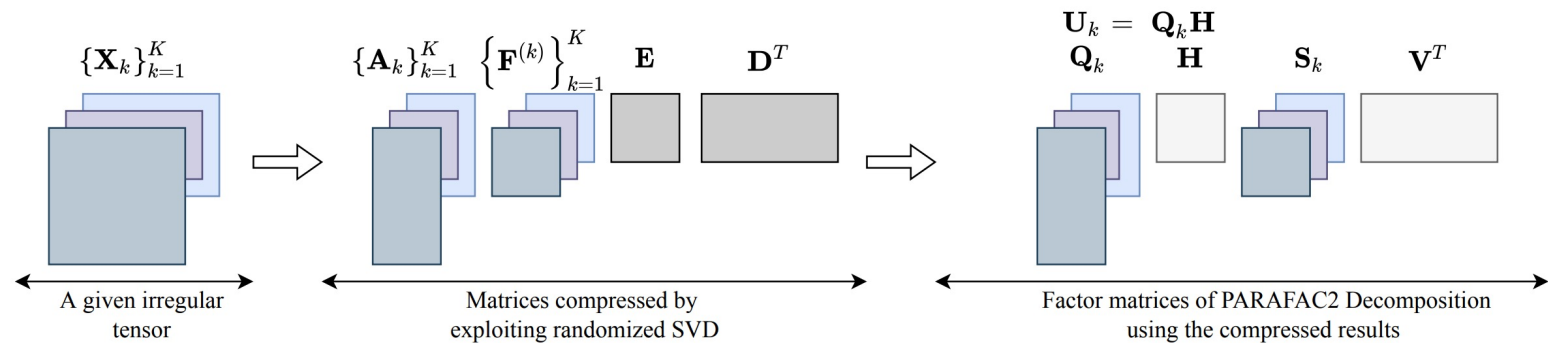 {X_k}_{k=1}^K
{A_k}_{k=1}^K {F^{(k)}}_{k=1}^K E D^T
U_k = Q_k H
Q_k H S_k V^T
A given irregular
tensor
Matrices compressed by
exploiting randomized SVD
Factor matrices of PARAFAC2 Decomposition
using the compressed results